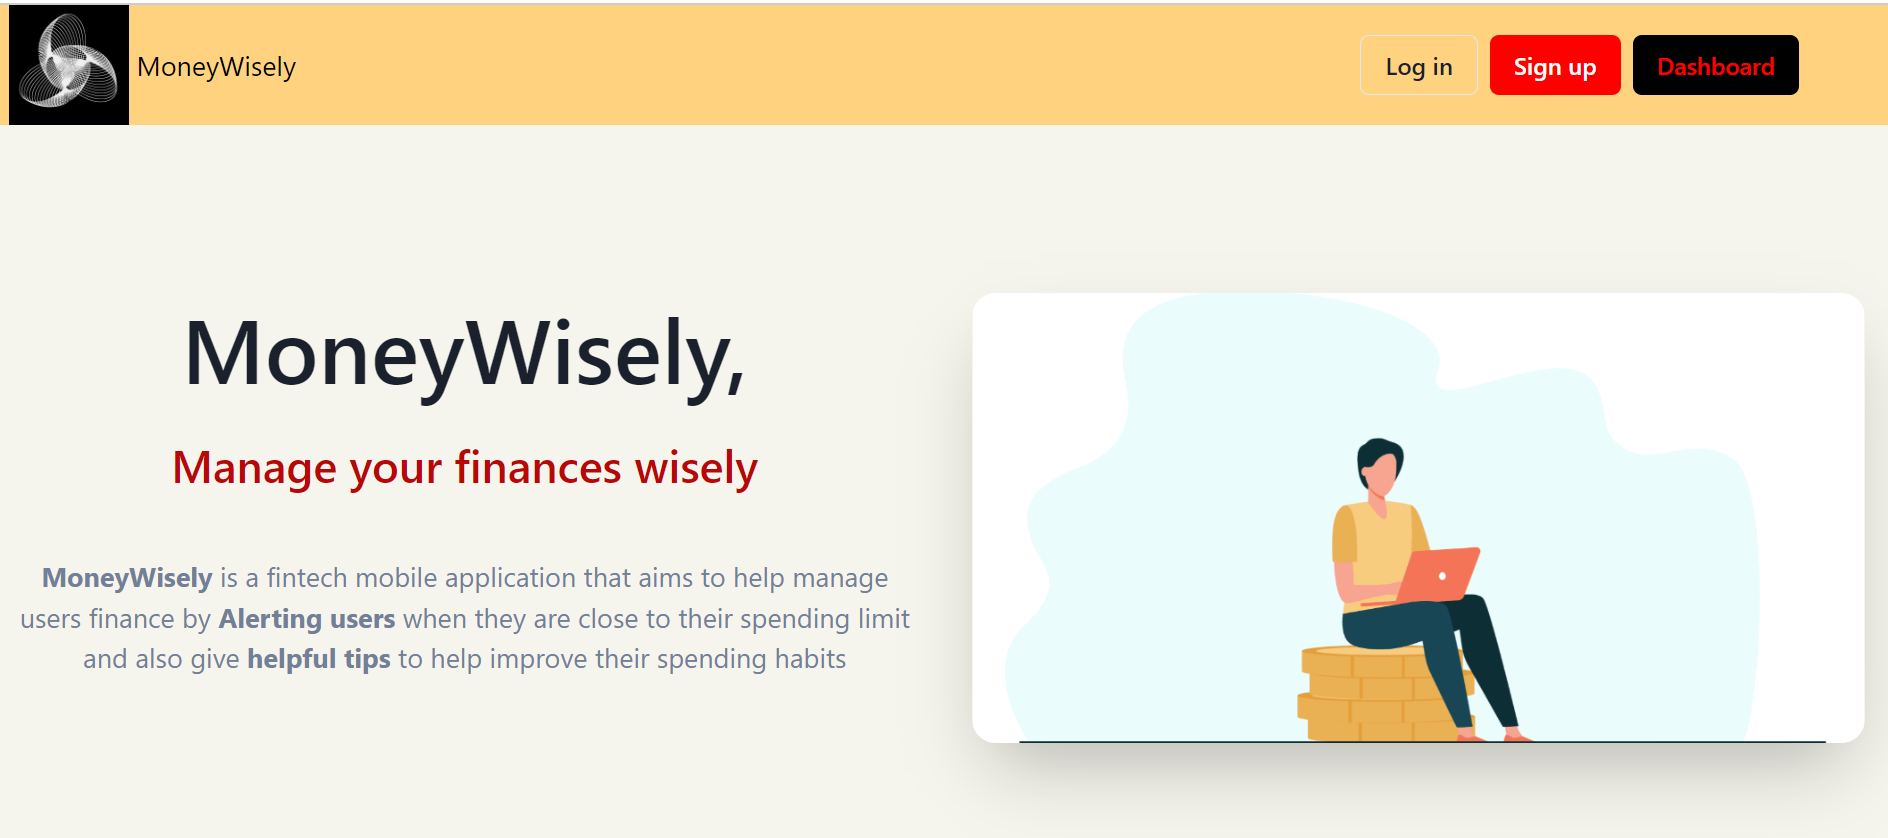 MoneyWisely
Log in
Sign up
Dashboard
MoneyWisely,
Manage your finances wisely
MoneyWisely is a fintech mobile application that aims to help manage
users finance by Alerting users when they are close to their spending limit
and also give helpful tips to help improve their spending habits